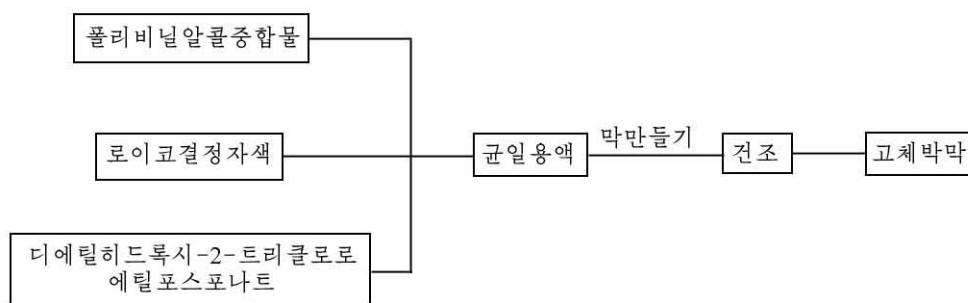 폴리비닐알콜중합물
로이코결정자색
디에틸히드록시-2-트리클로로
에틸포스포나트
균일용액
막만들기
건조
고체박막